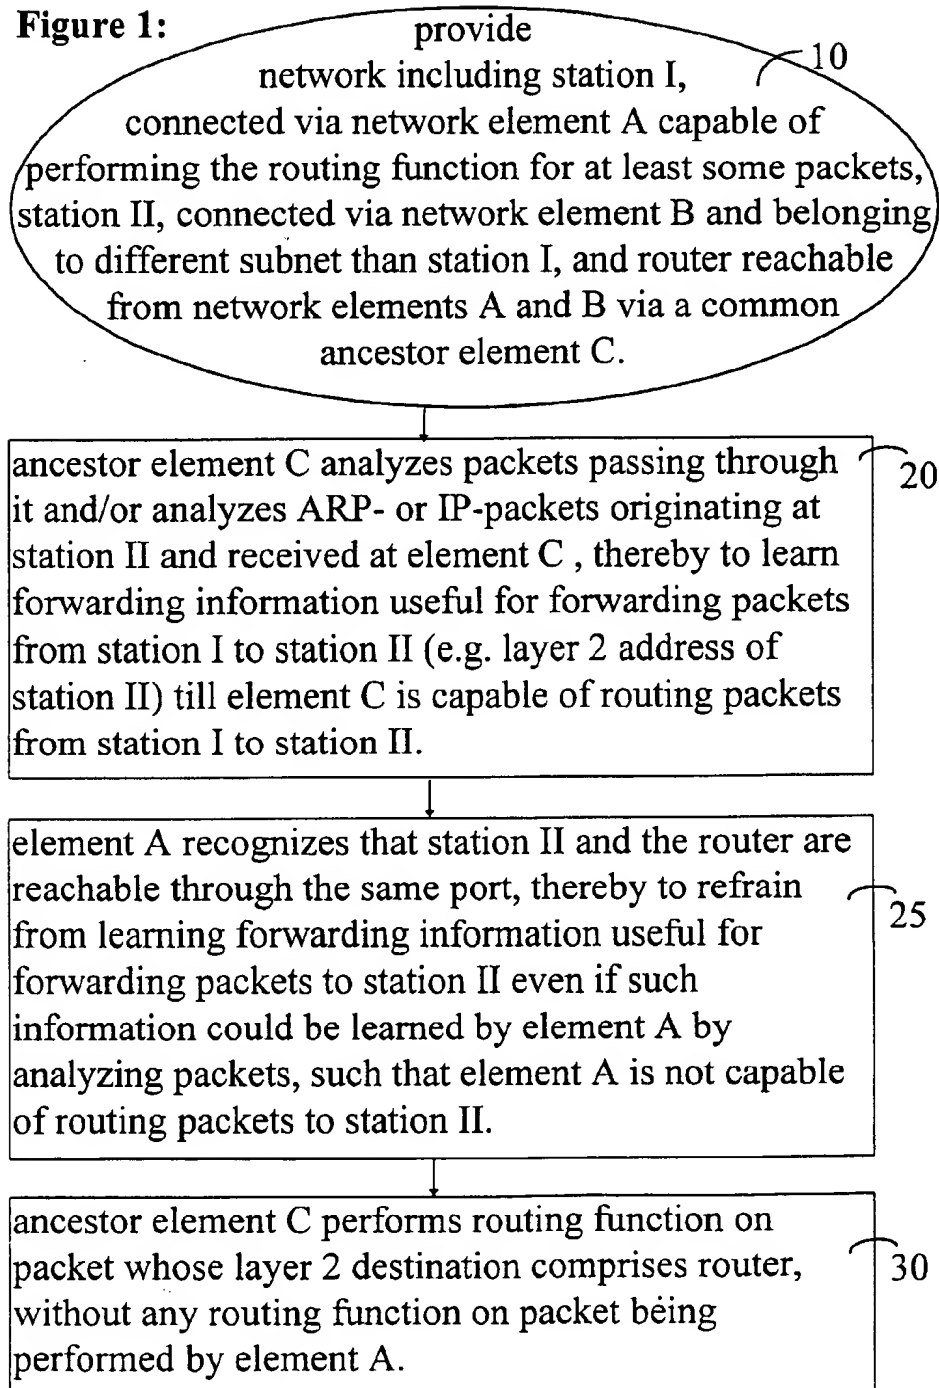 Figure 1:
provide
10
network including station I,
connected via network element A capable of
performing the routing function for at least some packets,
station II, connected via network element B and belonging
to different subnet than station I, and router reachable
from network elements A and B via a common
ancestor element C.
ancestor element C analyzes packets passing through
20
it and/or analyzes ARP- or IP-packets originating at
station II and received at element C , thereby to learn
forwarding information useful for forwarding packets
from station I to station II (e.g. layer 2 address of
station II) till element C is capable of routing packets
from station I to station II.
element A recognizes that station II and the router are
reachable through the same port, thereby to refrain
25
from learning forwarding information useful for
forwarding packets to station II even if such
information could be learned by element A by
analyzing packets, such that element A is not capable
of routing packets to station II.
ancestor element C performs routing function on
packet whose layer 2 destination comprises router,
30
without any routing function on packet being
performed by element A.